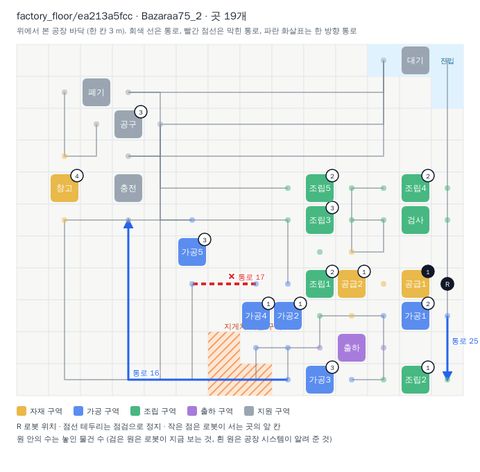 factory_floor/ea213a5fcc · Bazaraa75_2 · 곳 19개
위에서 본 공장 바닥 (한 칸 3 m). 회색 선은 통로, 빨간 점선은 막힌 통로, 파란 화살표는 한 방향 통로
대기
폐기
공구 3
창고 4
충전
조립5 2
조립4 2
조립3 3
검사
가공5 3
✕ 통로 17
조립1 2
공급2 1
공급1 1
R
가공4 1
가공2 1
가공1 2
지게차
통로 25
출하
통로 16
가공3 3
조립2 1
자재 구역
가공 구역
조립 구역
출하 구역
지원 구역
R 로봇 위치 · 선 테두리는 점검으로 정지 · 작은 점은 로봇이 서는 곳의 앞 칸
원 안의 수는 놓인 물건 수 (검은 원은 로봇이 지금 보는 것, 흰 원은 공장 시스템이 알려 준 것)